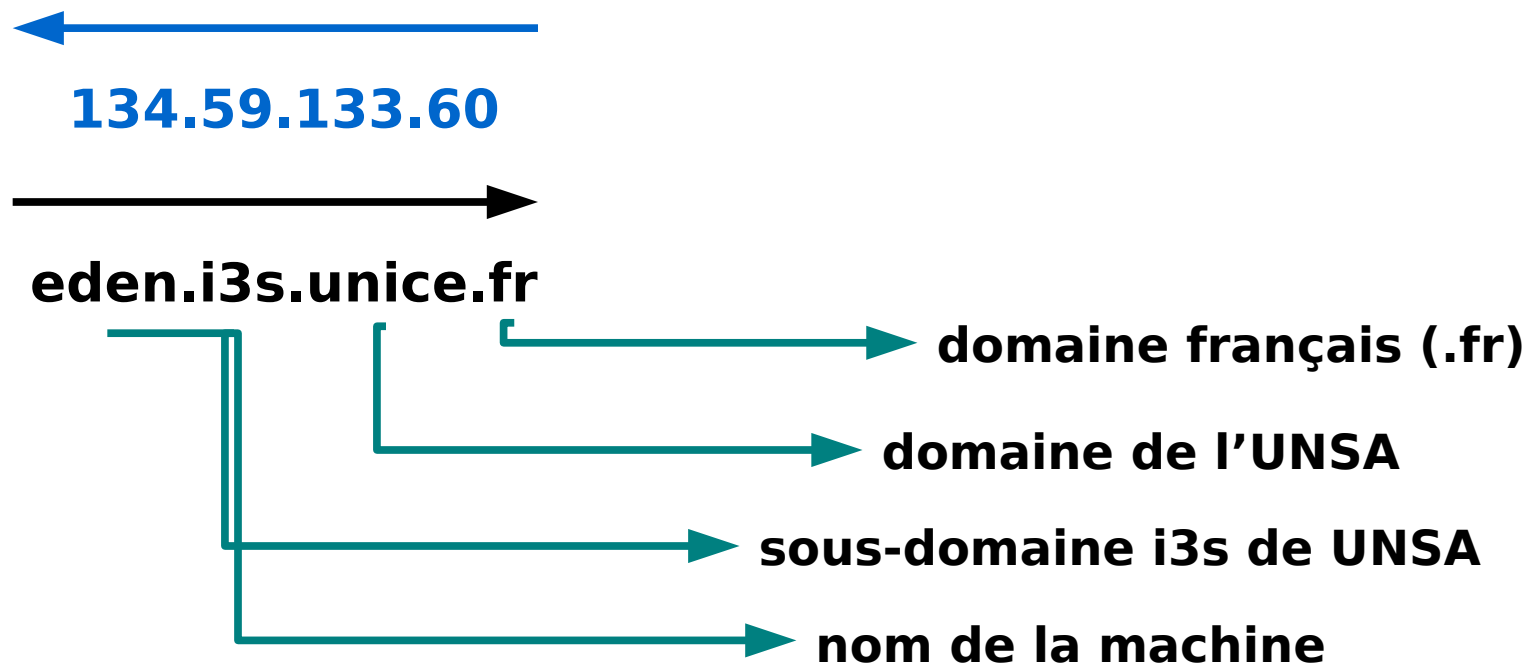 134.59.133.60
eden.i3s.unice.fr
domaine français (.fr)
domaine de l’UNSA
sous-domaine i3s de UNSA
nom de la machine